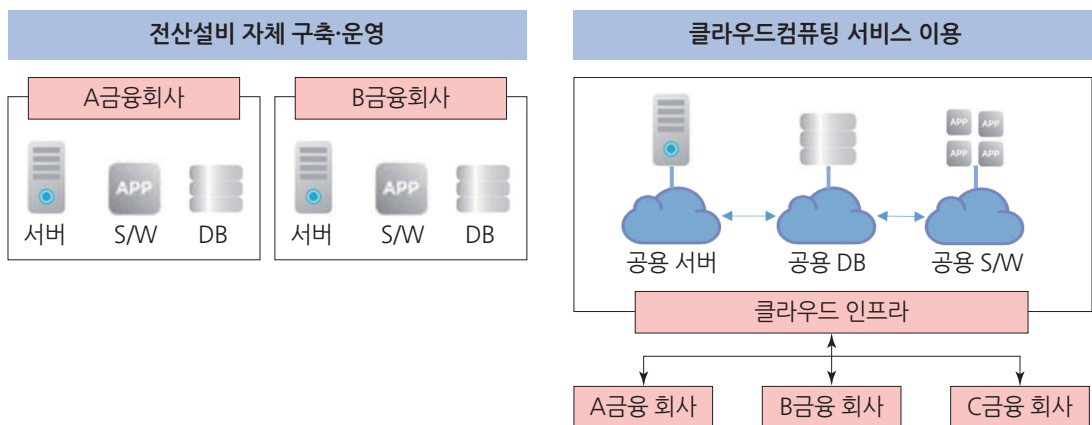 전산설비 자체 구축·운영
A금융회사
B금융회사
APP
서버 S/W DB
APP
서버 S/W DB
클라우드컴퓨팅 서비스 이용
APP APP
APP APP
공용 서버 공용 DB 공용 S/W
클라우드 인프라
A금융 회사 B금융 회사 C금융 회사